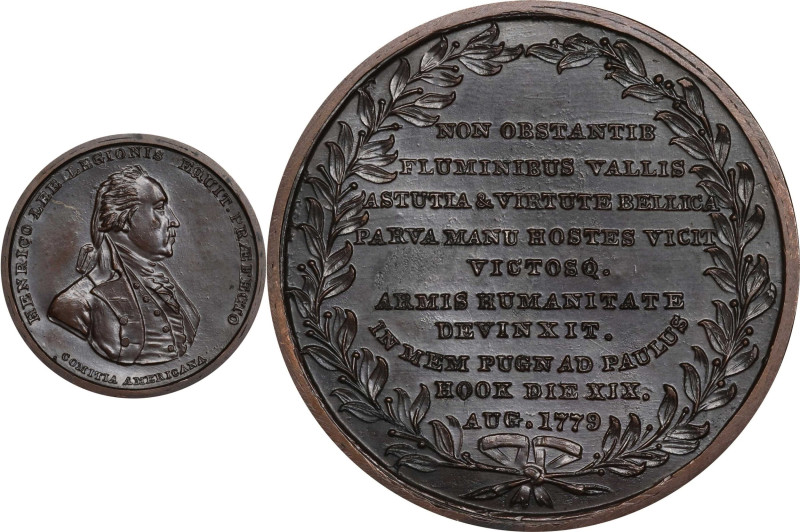 HENRICO LEE LEGIONIS EQUIT. PRÆFECTO
COMITIA AMERICANA
NON OBSTANTIB
FLUMINIBUS VALLIS
ASTUTIA & VIRTUTE BELLICA
PARVA MANU HOSTES VICIT
VICTOSQ.
ARMIS HUMANITATE
DEVINXIT.
IN MEM PUGN AD PAULUS
HOOK DIE XIX.
AUG. 1779